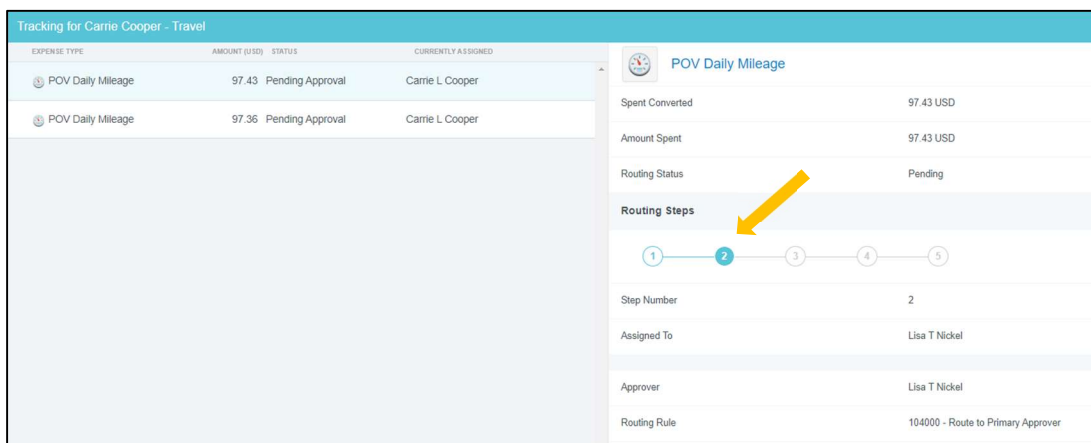 Tracking for Carrie Cooper - Travel
EXPENSE TYPE AMOUNT (USD) STATUS CURRENTLY ASSIGNED
POV Daily Mileage 97.43 Pending Approval Carrie L Cooper
POV Daily Mileage 97.36 Pending Approval Carrie L Cooper
POV Daily Mileage
Spent Converted 97.43 USD
Amount Spent 97.43 USD
Routing Status Pending
Routing Steps
1 2 3 4 5
Step Number 2
Assigned To Lisa T Nickel
Approver Lisa T Nickel
Routing Rule 104000 - Route to Primary Approver